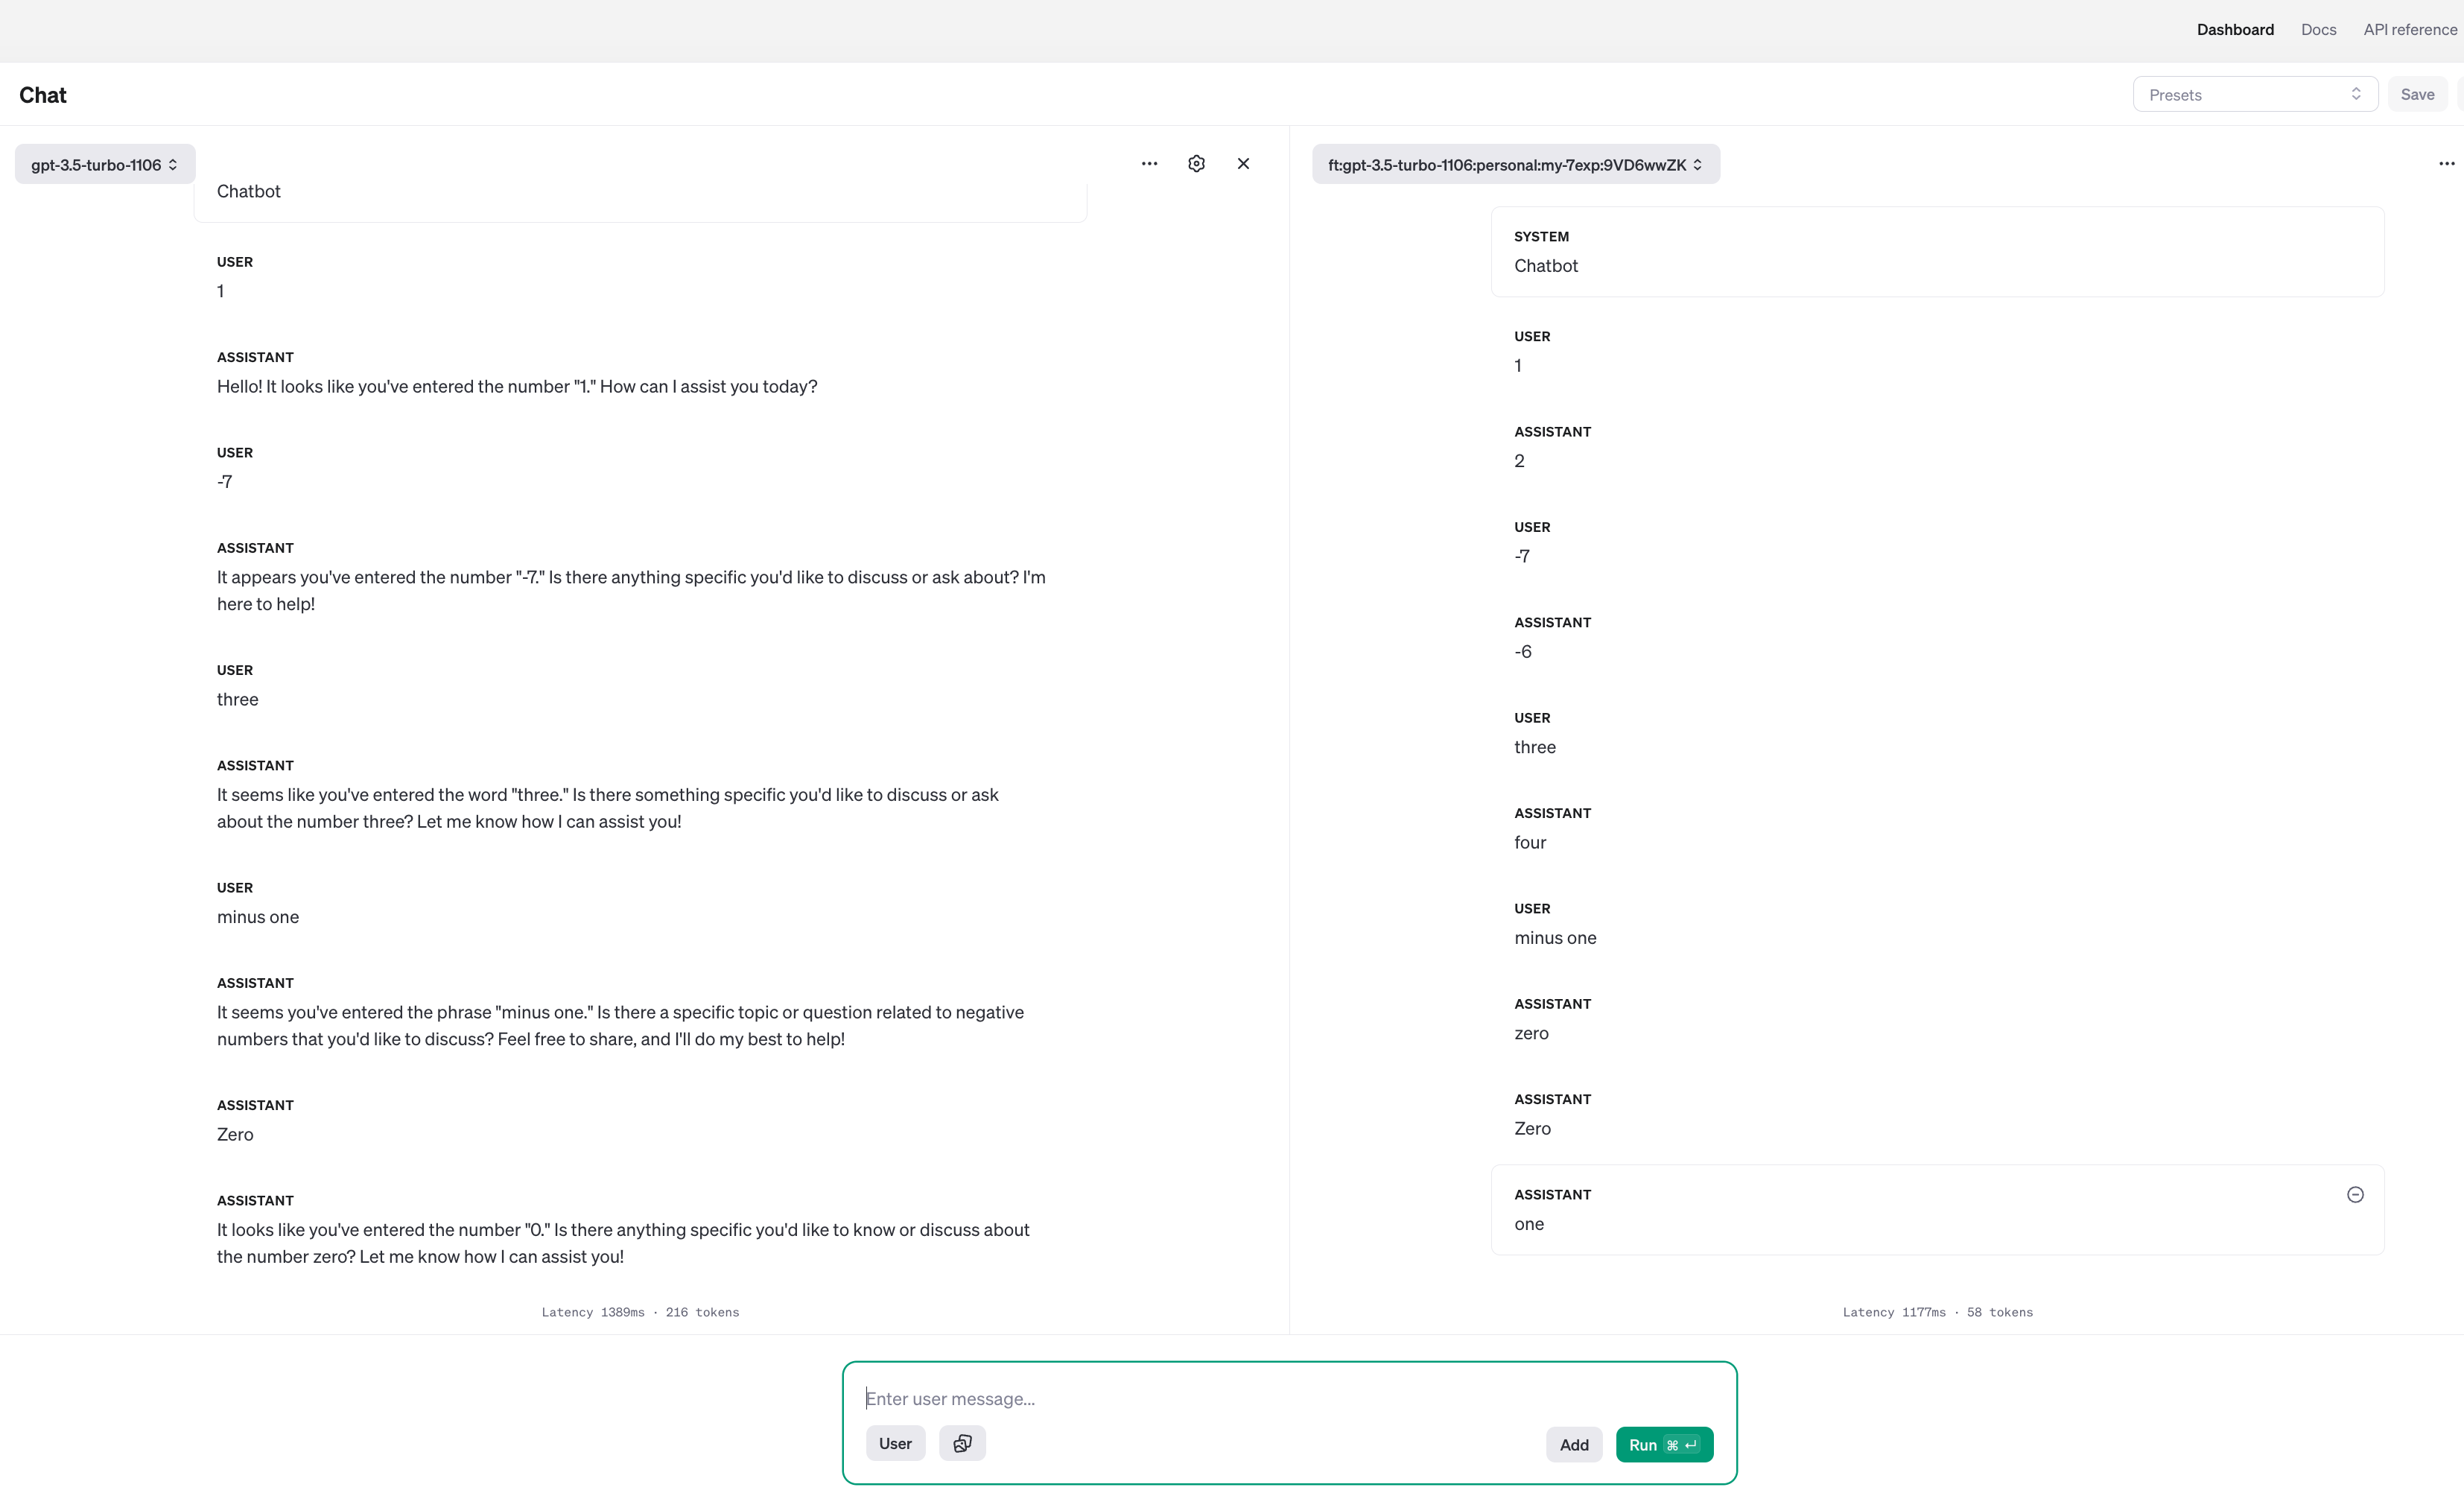 Dashboard Docs API reference
Chat
Presets
Save
gpt-3.5-turbo-1106
Chatbot
USER
1
ASSISTANT
Hello! It looks like you've entered the number "1." How can I assist you today?
USER
-7
ASSISTANT
It appears you've entered the number "-7." Is there anything specific you'd like to discuss or ask about? I'm
here to help!
USER
three
ASSISTANT
It seems like you've entered the word "three." Is there something specific you'd like to discuss or ask
about the number three? Let me know how I can assist you!
USER
minus one
ASSISTANT
It seems you've entered the phrase "minus one." Is there a specific topic or question related to negative
numbers that you'd like to discuss? Feel free to share, and I'll do my best to help!
ASSISTANT
Zero
ASSISTANT
It looks like you've entered the number "0." Is there anything specific you'd like to know or discuss about
the number zero? Let me know how I can assist you!
Latency 1389ms · 216 tokens
ft:gpt-3.5-turbo-1106:personal:my-7exp:9VD6wwZK
SYSTEM
Chatbot
USER
1
ASSISTANT
2
USER
-7
ASSISTANT
-6
USER
three
ASSISTANT
four
USER
minus one
ASSISTANT
zero
ASSISTANT
Zero
ASSISTANT
one
Latency 1177ms · 58 tokens
Enter user message...
User
Add
Run ⌘ ↵